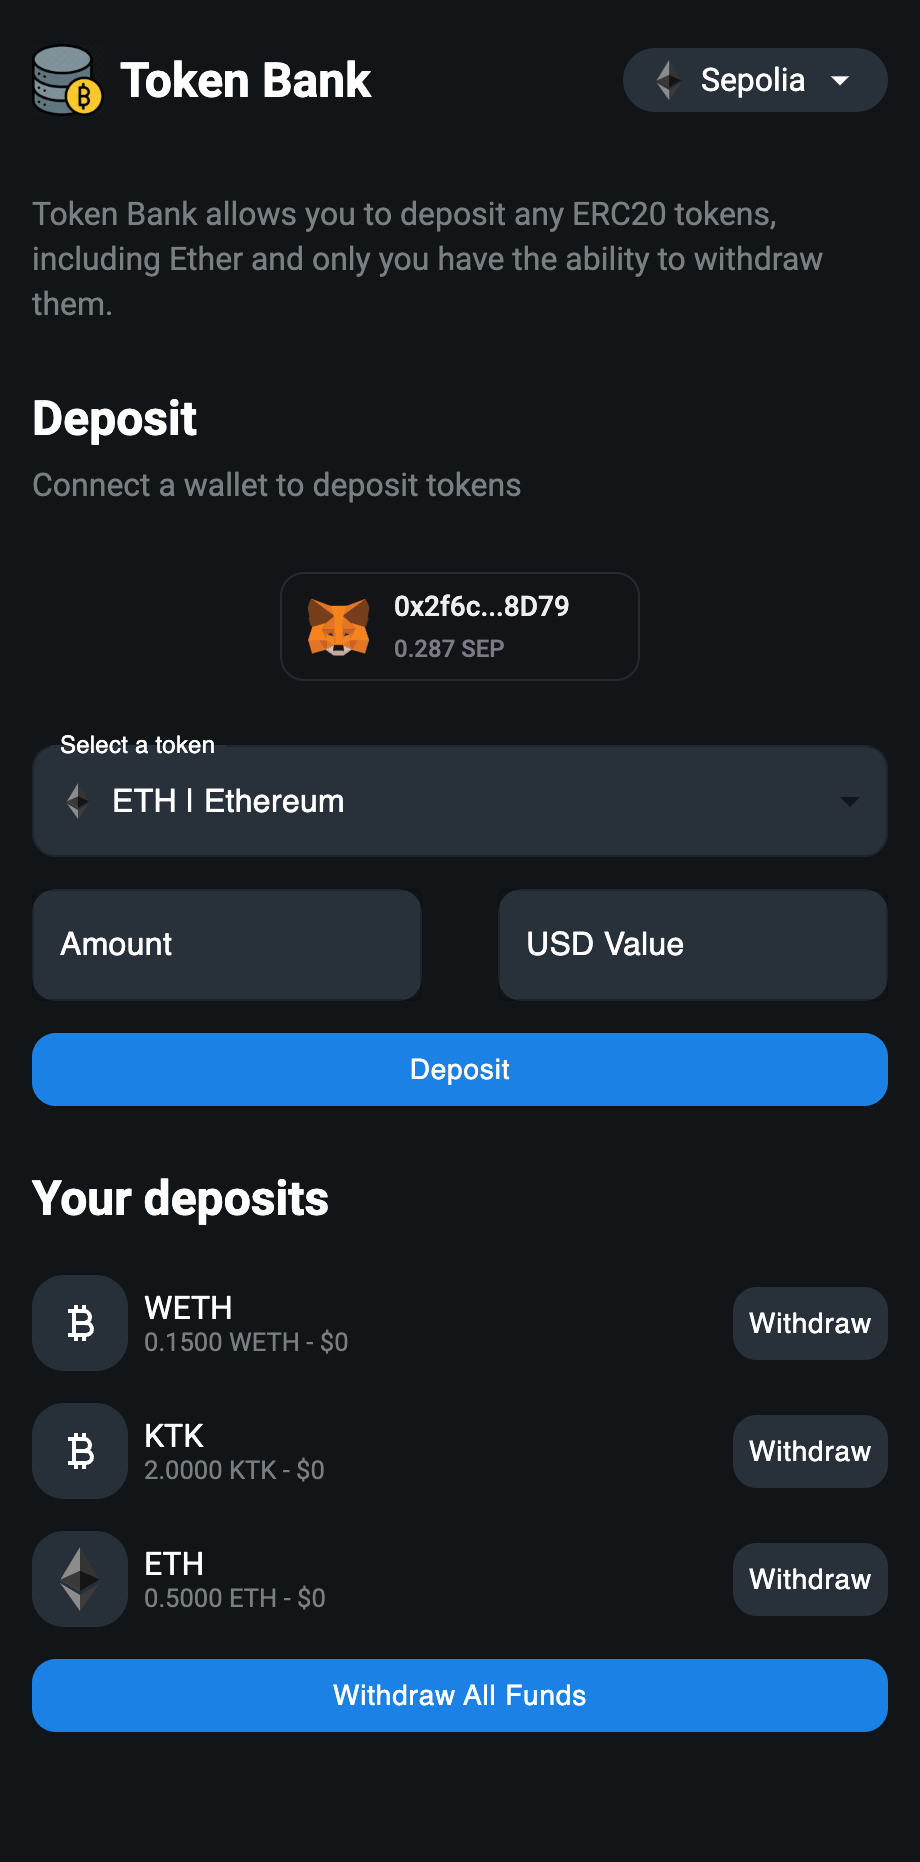 Token Bank
Sepolia
Token Bank allows you to deposit any ERC20 tokens,
including Ether and only you have the ability to withdraw
them.
Deposit
Connect a wallet to deposit tokens
0x2f6c...8D79
0.287 SEP
Select a token
ETH | Ethereum
Amount
USD Value
Deposit
Your deposits
WETH
0.1500 WETH - $0
Withdraw
KTK
2.0000 KTK - $0
Withdraw
ETH
0.5000 ETH - $0
Withdraw
Withdraw All Funds